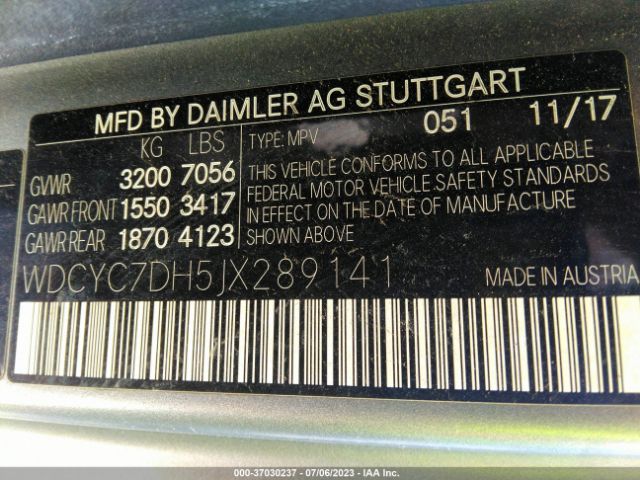 MFD BY DAIMLER AG STUTTGART
KG LBS TYPE: MPV 051 11/17
GVWR 3200 7056
GAWR FRONT 1550 3417
GAWR REAR 1870 4123
THIS VEHICLE CONFORMS TO ALL APPLICABLE
FEDERAL MOTOR VEHICLE SAFETY STANDARDS
IN EFFECT ON THE DATE OF MANUFACTURE
SHOWN ABOVE
WDCYC7DH5JX289141 MADE IN AUSTRIA
000-37030237 - 07/06/2023 - IAA Inc.